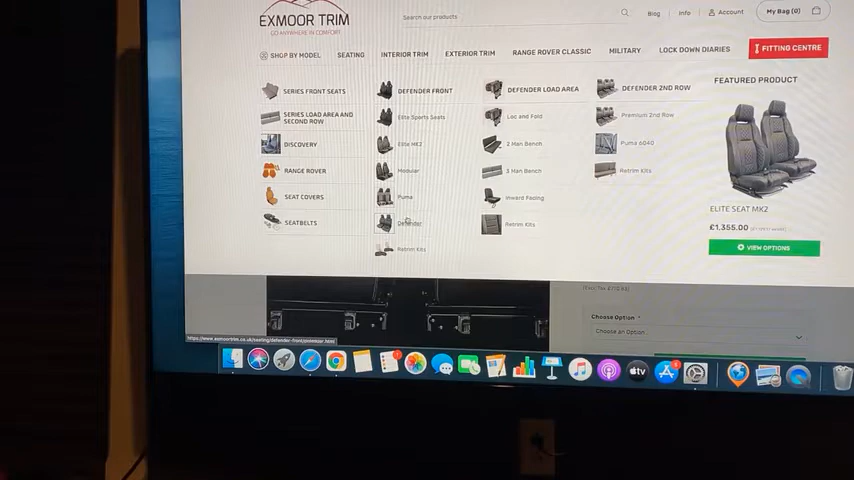 EXMOOR TRIM
GO ANYWHERE IN COMFORT
Search our products
Blog
Info
Account
My Bag (0)
SHOP BY MODEL
SEATING
INTERIOR TRIM
EXTERIOR TRIM
RANGE ROVER CLASSIC
MILITARY
LOCK DOWN DIARIES
FITTING CENTRE
SERIES FRONT SEATS
SERIES LOAD AREA AND
SECOND ROW
DISCOVERY
RANGE ROVER
SEAT COVERS
SEATBELTS
DEFENDER FRONT
Elite Sports Seats
Elite MK2
Modular
Puma
Defender
Retrim Kits
DEFENDER LOAD AREA
Loc and Fold
2 Man Bench
3 Man Bench
Inward Facing
Retrim Kits
DEFENDER 2ND ROW
Premium 2nd Row
Puma 6040
Retrim Kits
FEATURED PRODUCT
ELITE SEAT MK2
£1,355.00
VIEW OPTIONS
Choose Option *
Choose an Option
tv